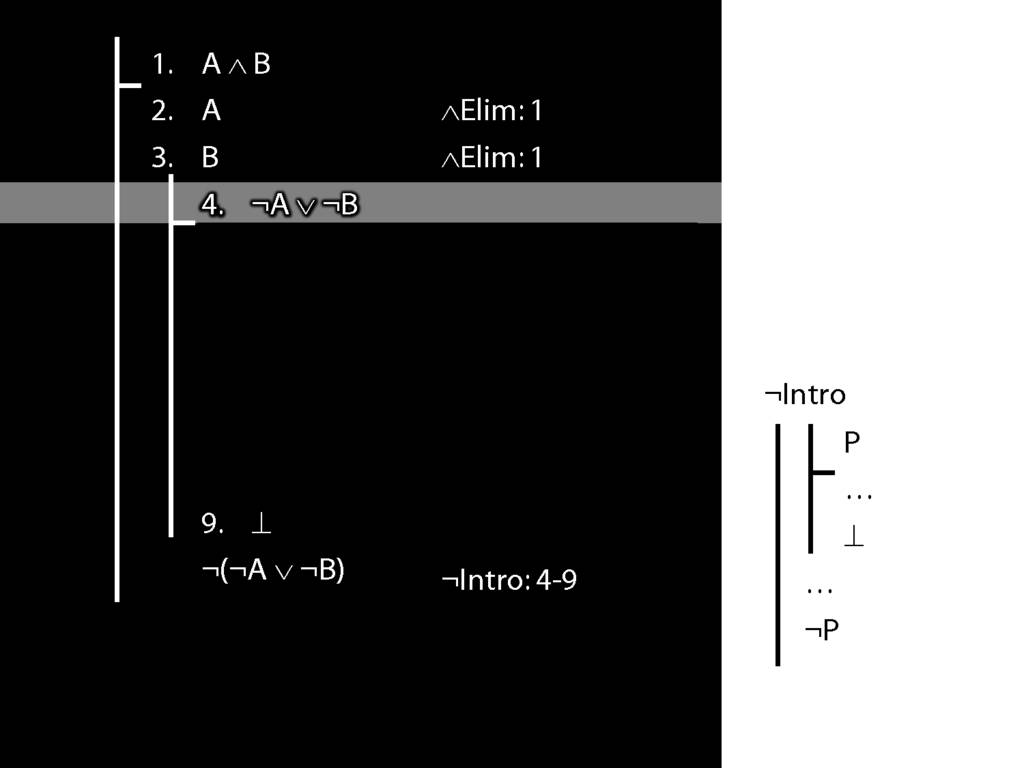 1. A ∧ B
2. A ∧Elim: 1
3. B ∧Elim: 1
4. ¬A ∨ ¬B
9. ⊥
¬(¬A ∨ ¬B) ¬Intro: 4-9
¬Intro
P
…
⊥
…
¬P